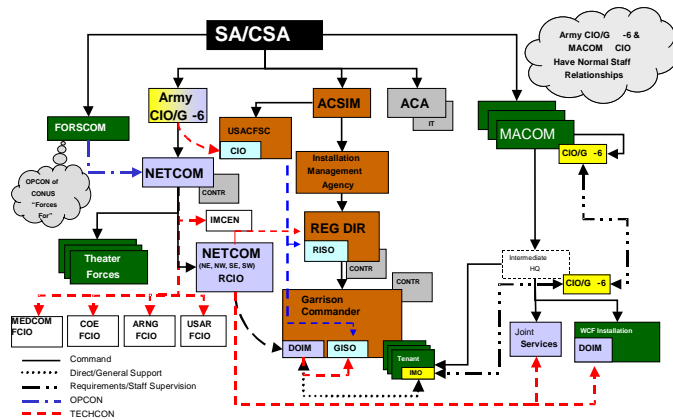 SA/CSA
Army CIO/G -6 &
MACOM CIO
Have Normal Staff
Relationships
Army
CIO/G -6
ACSIM
ACA
IT
FORSCOM
USACFSC
CIO
MACOM
CIO/G -6
OPCON of
CONUS
“Forces
For”
NETCOM
CONTR
Installation
Management
Agency
IMCEN
REG DIR
RISO
CONTR
Theater
Forces
NETCOM
(NE, NW, SE, SW)
RCIO
CONTR
Intermediate
HQ
CIO/G -6
Garrison
Commander
DOIM
GISO
Tenant
IMO
Joint
Services
WCF Installation
DOIM
MEDCOM
FCIO
COE
FCIO
ARNG
FCIO
USAR
FCIO
Command
Direct/General Support
Requirements/Staff Supervision
OPCON
TECHCON